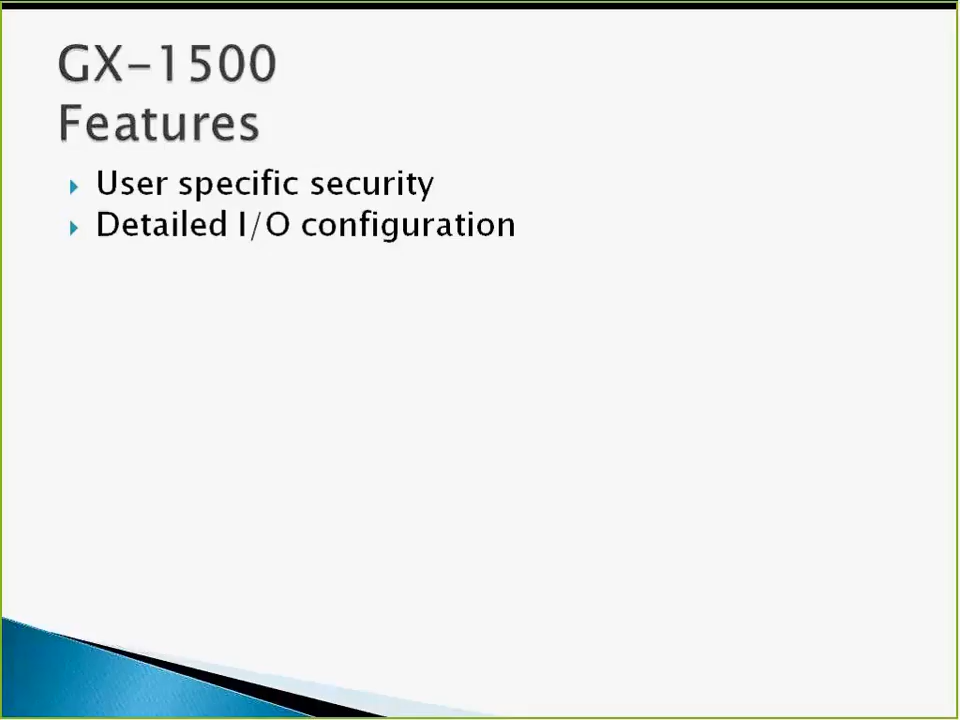 GX-1500
Features
User specific security
Detailed I/O configuration